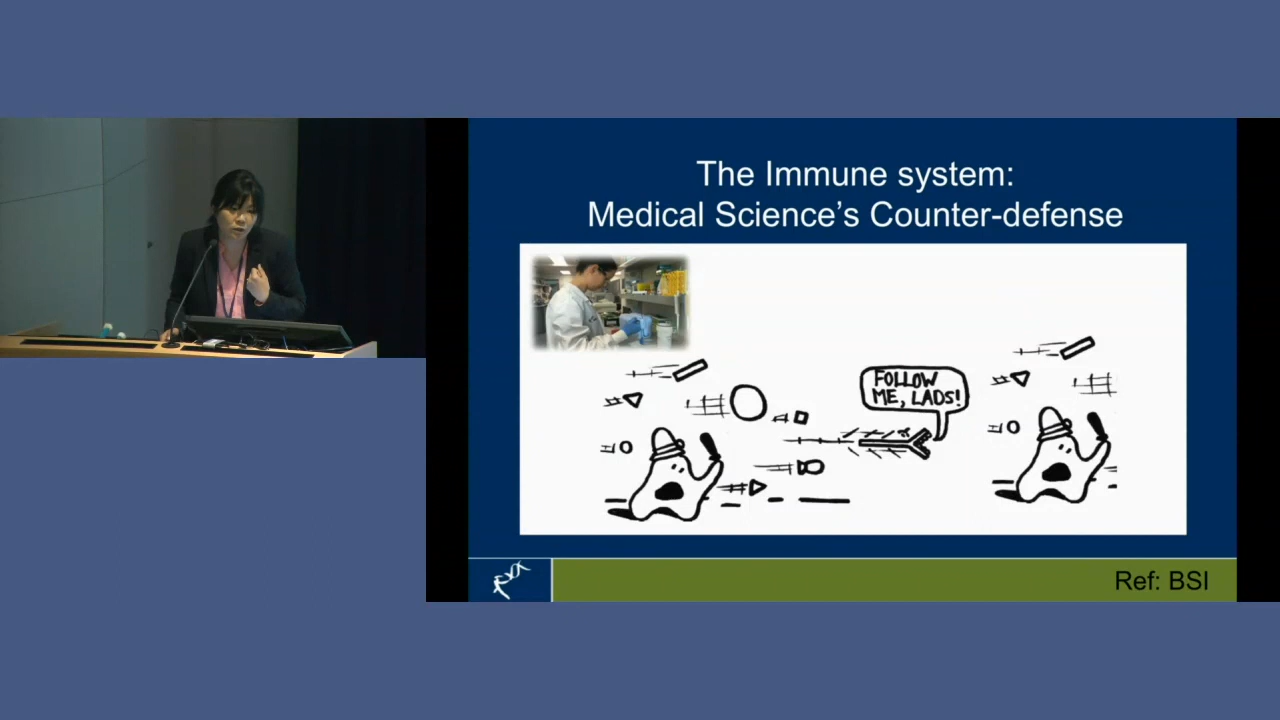 The Immune system:
Medical Science's Counter-defense
FOLLOW
ME, LADS!
Ref: BSI